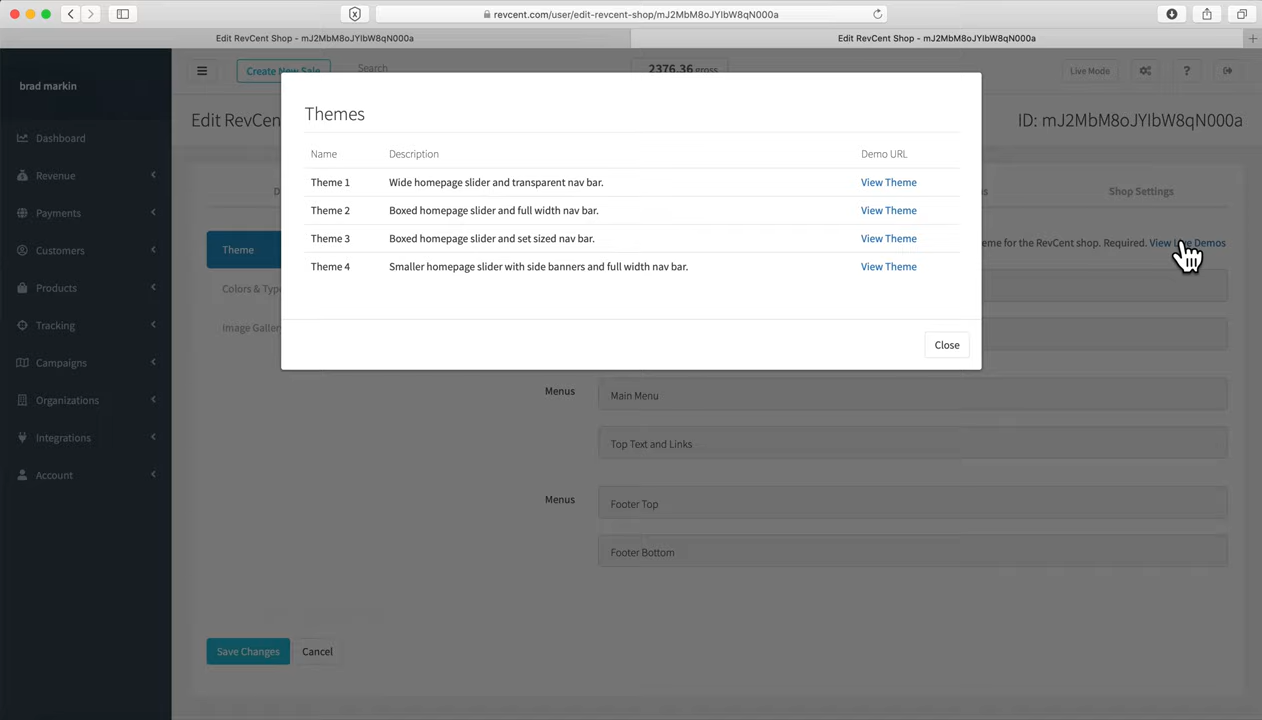 revcent.com/user/edit-revcent-shop/mJ2MbM8oJYIbW8qN000a
Edit RevCent Shop - mJ2MbM8oJYIbW8qN000a
Edit RevCent Shop - mJ2MbM8oJYIbW8qN000a
brad markin
Create New Sale
Search
2376.36 gross
Live Mode
Edit RevCent
ID: mJ2MbM8oJYIbW8qN000a
Dashboard
Revenue
Payments
Customers
Products
Tracking
Campaigns
Organizations
Integrations
Account
Shop Settings
Theme
Colors &
Image Gallery
for the RevCent shop. Required. View Live Demos
Themes
Name Description Demo URL
Theme 1 Wide homepage slider and transparent nav bar. View Theme
Theme 2 Boxed homepage slider and full width nav bar. View Theme
Theme 3 Boxed homepage slider and set sized nav bar. View Theme
Theme 4 Smaller homepage slider with side banners and full width nav bar. View Theme
Close
Menus
Main Menu
Top Text and Links
Menus
Footer Top
Footer Bottom
Save Changes
Cancel